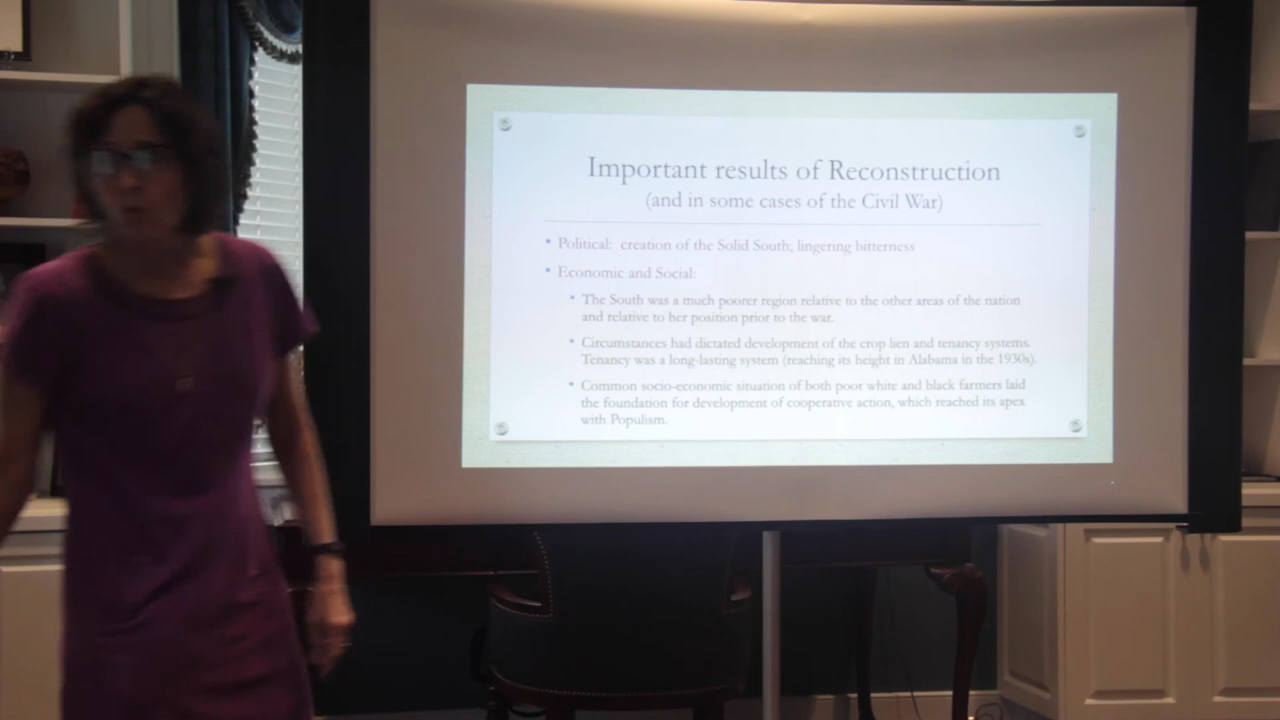 Important results of Reconstruction
(and in some cases of the Civil War)
• Political: creation of the Solid South; lingering bitterness
• Economic and Social:
• The South was a much poorer region relative to the other areas of the nation
and relative to her position prior to the war.
• Circumstances had dictated development of the crop lien and tenancy systems.
Tenancy was a long-lasting system (reaching its height in Alabama in the 1930s).
• Common socio-economic situation of both poor white and black farmers laid
the foundation for development of cooperative action, which reached its apex
with Populism.